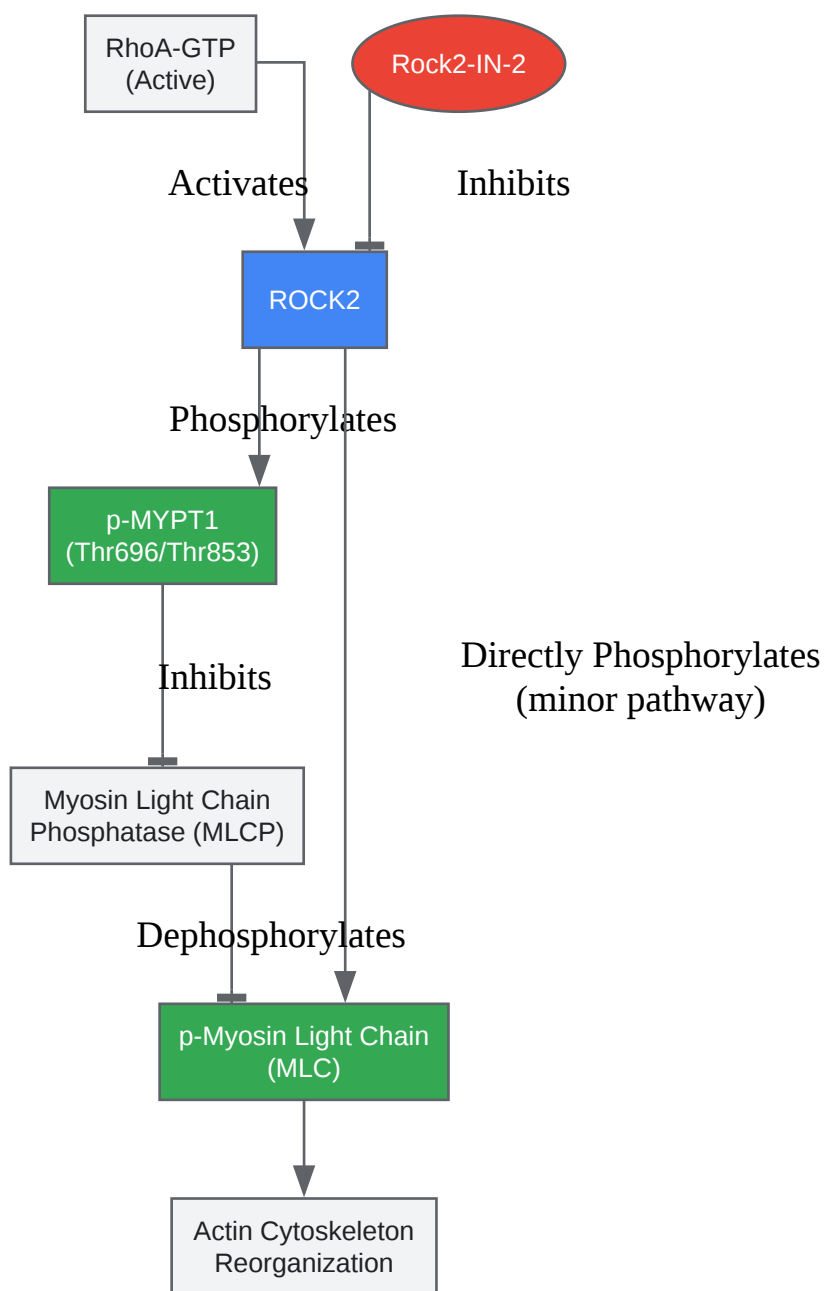 RhoA-GTP
(Active)
Rock2-IN-2
Activates
Inhibits
ROCK2
Phosphorylates
p-MYPT1
(Thr696/Thr853)
Inhibits
Directly Phosphorylates
(minor pathway)
Myosin Light Chain
Phosphatase (MLCP)
Dephosphorylates
p-Myosin Light Chain
(MLC)
Actin Cytoskeleton
Reorganization